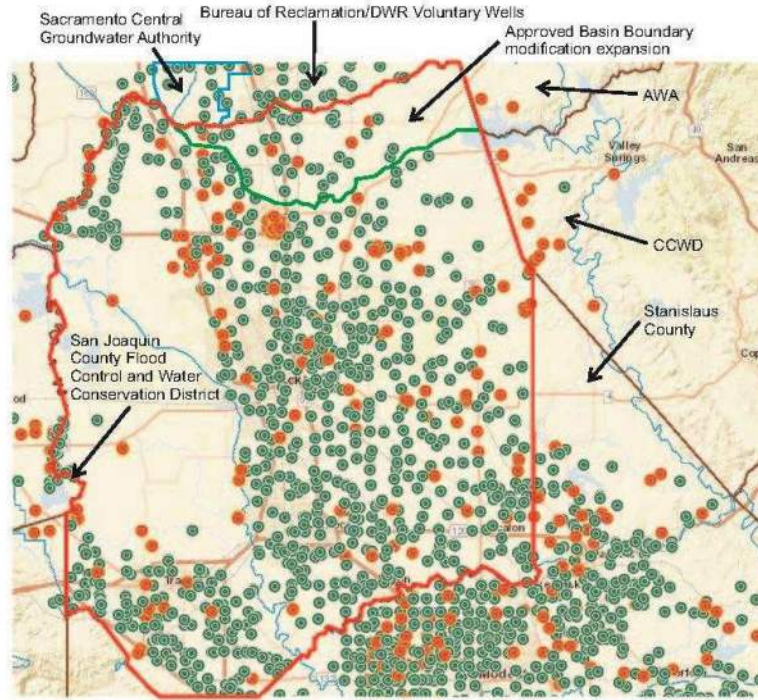 Bureau of Reclamation/DWR Voluntary Wells
Sacramento Central
Groundwater Authority
Approved Basin Boundary
modification expansion
AWA
Valley
Springs
San
Andreas
CCWD
Stanislaus
County
San Joaquin
County Flood
Control and Water
Conservation District
4